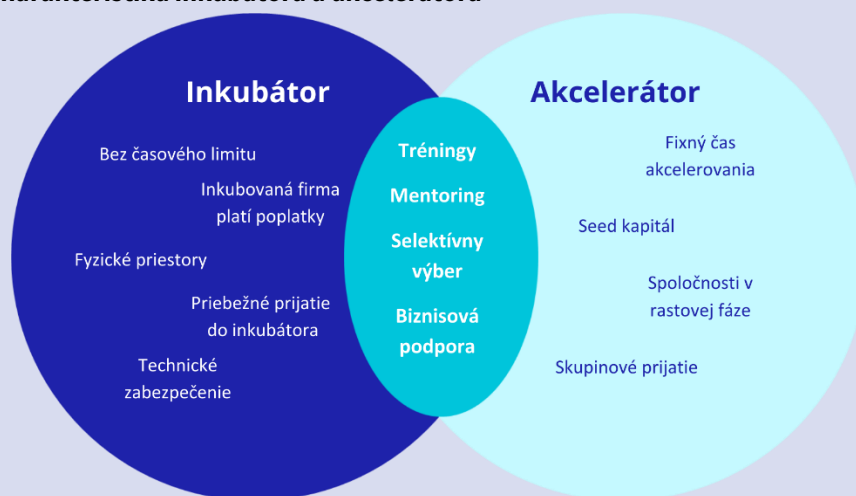 Inkubátor
Bez časového limitu
Inkubovaná firma
platí poplatky
Fyzické priestory
Priebežné prijatie
do inkubátora
Technické
zabezpečenie
Tréningy
Mentoring
Selektívny
výber
Biznisová
podpora
Akcelerátor
Fixný čas
akcelerovania
Seed kapitál
Spoločnosti v
rastovej fáze
Skupinové prijatie